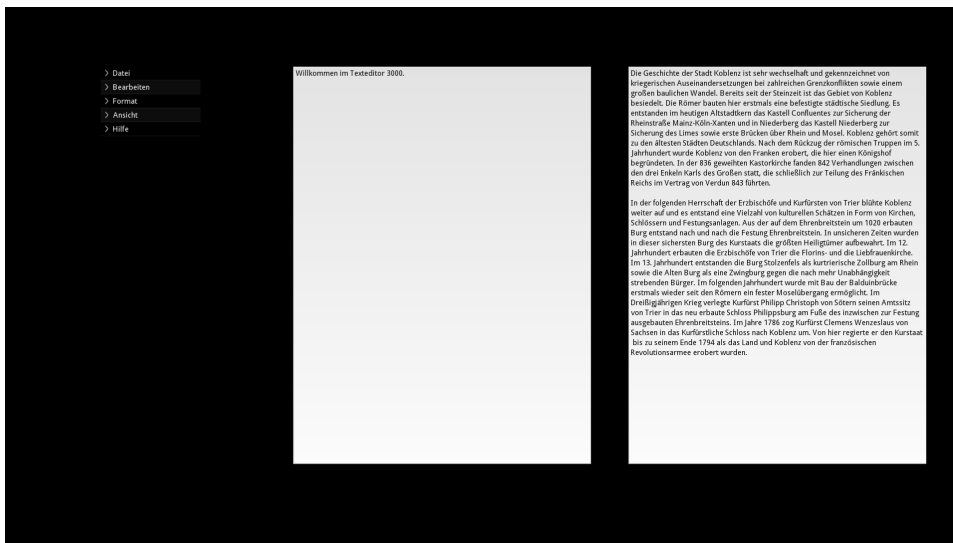 Datei
Bearbeiten
Format
Ansicht
Hilfe
Willkommen im Texteditor 3000.
Die Geschichte der Stadt Koblenz ist sehr wechselhaft und gekennzeichnet von
kriegerischen Auseinandersetzungen bei zahlreichen Grenzkonflikten sowie einem
großen baulichen Wandel. Bereits seit der Steinzeit ist das Gebiet von Koblenz
besiedelt. Die Römer bauten hier erstmals eine befestigte städtische Siedlung. Es
entstanden im heutigen Altstadtkern das Kastell Confluentes zur Sicherung der
Rheinstraße Mainz-Köln-Xanten und in Niederberg das Kastell Niederberg zur
Sicherung des Limes sowie erste Brücken über Rhein und Mosel. Koblenz gehört somit
zu den ältesten Städten Deutschlands. Nach dem Rückzug der römischen Truppen im 5.
Jahrhundert wurde Koblenz von den Franken erobert, die hier einen Königshof
begründeten. In der 836 geweihten Kastorkirche fanden 842 Verhandlungen zwischen
den drei Enkeln Karls des Großen statt, die schließlich zur Teilung des Fränkischen
Reichs im Vertrag von Verdun 843 führten.
In der folgenden Herrschaft der Erzbischöfe und Kurfürsten von Trier blühte Koblenz
weiter auf und es entstand eine Vielzahl von kulturellen Schätzen in Form von Kirchen,
Schlössern und Festungsanlagen. Aus der auf dem Ehrenbreitstein um 1020 erbauten
Burg entstand nach und nach die Festung Ehrenbreitstein. In unsicheren Zeiten wurden
in dieser sichersten Burg des Kurstaats die größten Heiligtümer aufbewahrt. Im 12.
Jahrhundert erbauten die Erzbischöfe von Trier die Florins- und die Liebfrauenkirche.
Im 13. Jahrhundert entstanden die Burg Stolzenfels als kurtrierische Zollburg am Rhein
sowie die Alten Burg als eine Zwingburg gegen die nach mehr Unabhängigkeit
strebenden Bürger. Im folgenden Jahrhundert wurde mit Bau der Balduinbrücke
erstmals wieder seit den Römern ein fester Moselübergang ermöglicht. Im
Dreißigjährigen Krieg verlegte Kurfürst Philipp Christoph von Sötern seinen Amtssitz
von Trier in das neu erbaute Schloss Philippsburg am Fuße des inzwischen zur Festung
ausgebauten Ehrenbreitsteins. Im Jahre 1786 zog Kurfürst Clemens Wenzeslaus von
Sachsen in das Kurfürstliche Schloss nach Koblenz um. Von hier regierte er den Kurstaat
bis zu seinem Ende 1794 als das Land und Koblenz von der französischen
Revolutionsarmee erobert wurden.